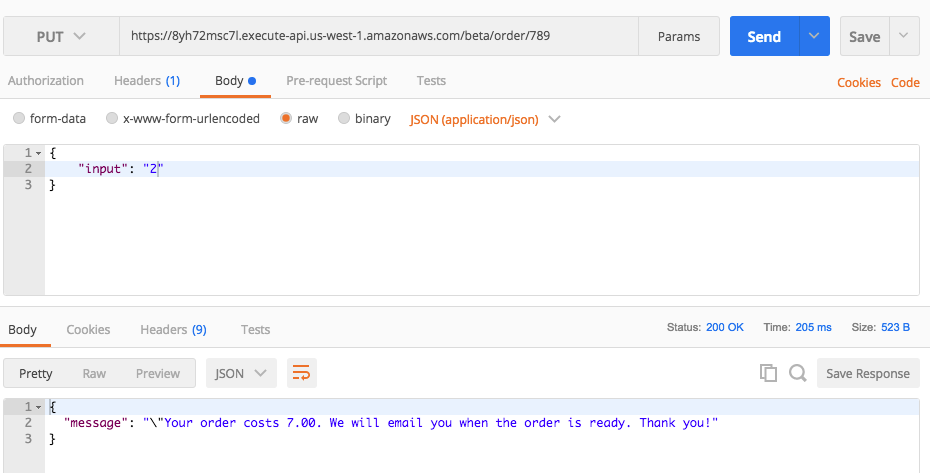 PUT https://8yh72msc7l.execute-api.us-west-1.amazonaws.com/beta/order/789 Params Send Save
Authorization Headers (1) Body Pre-request Script Tests Cookies Code
form-data x-www-form-urlencoded raw binary JSON (application/json)
1 {
2 "input": "2"
3 }
Body Cookies Headers (9) Tests Status: 200 OK Time: 205 ms Size: 523 B
Pretty Raw Preview JSON Save Response
1 {
2 "message": "\"Your order costs 7.00. We will email you when the order is ready. Thank you!"
3 }